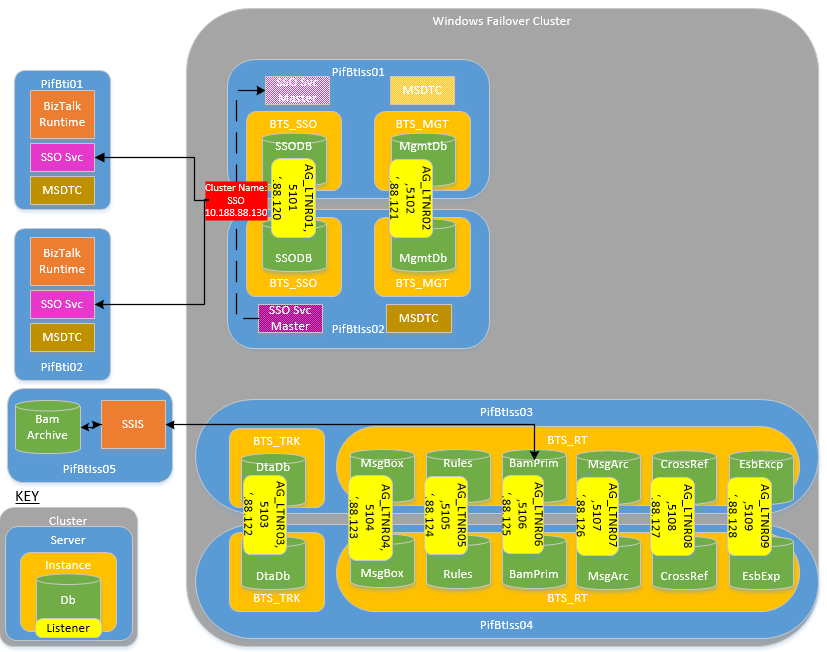 Windows Failover Cluster
PifBti01
BizTalk
Runtime
SSO Svc
MSDTC
PifBti02
BizTalk
Runtime
SSO Svc
MSDTC
PifBtIss01
SSO Svc
Master
MSDTC
BTS_SSO
SSODB
BTS_MGT
MgmtDb
AG_LTNR01,
,5101
,.88.120
AG_LTNR02
,5102
,.88.121
Cluster Name:
SSO
10.188.88.130
SSODB
BTS_SSO
MgmtDb
BTS_MGT
SSO Svc
Master
PifBtIss02
MSDTC
Bam
Archive
SSIS
PifBtIss05
PifBtIss03
BTS_TRK
DtaDb
BTS_RT
MsgBox
Rules
BamPrim
MsgArc
CrossRef
EsbExcp
AG_LTNR03,
,5103
,.88.122
AG_LTNR04,
,5104
,.88.123
AG_LTNR05
,5105
,.88.124
AG_LTNR06
,5106
,.88.125
AG_LTNR07
,5107
,.88.126
AG_LTNR08
,5108
,.88.127
AG_LTNR09
,5109
,.88.128
DtaDb
BTS_TRK
MsgBox
Rules
BamPrim
MsgArc
CrossRef
EsbExp
BTS_RT
PifBtIss04
KEY
Cluster
Server
Instance
Db
Listener